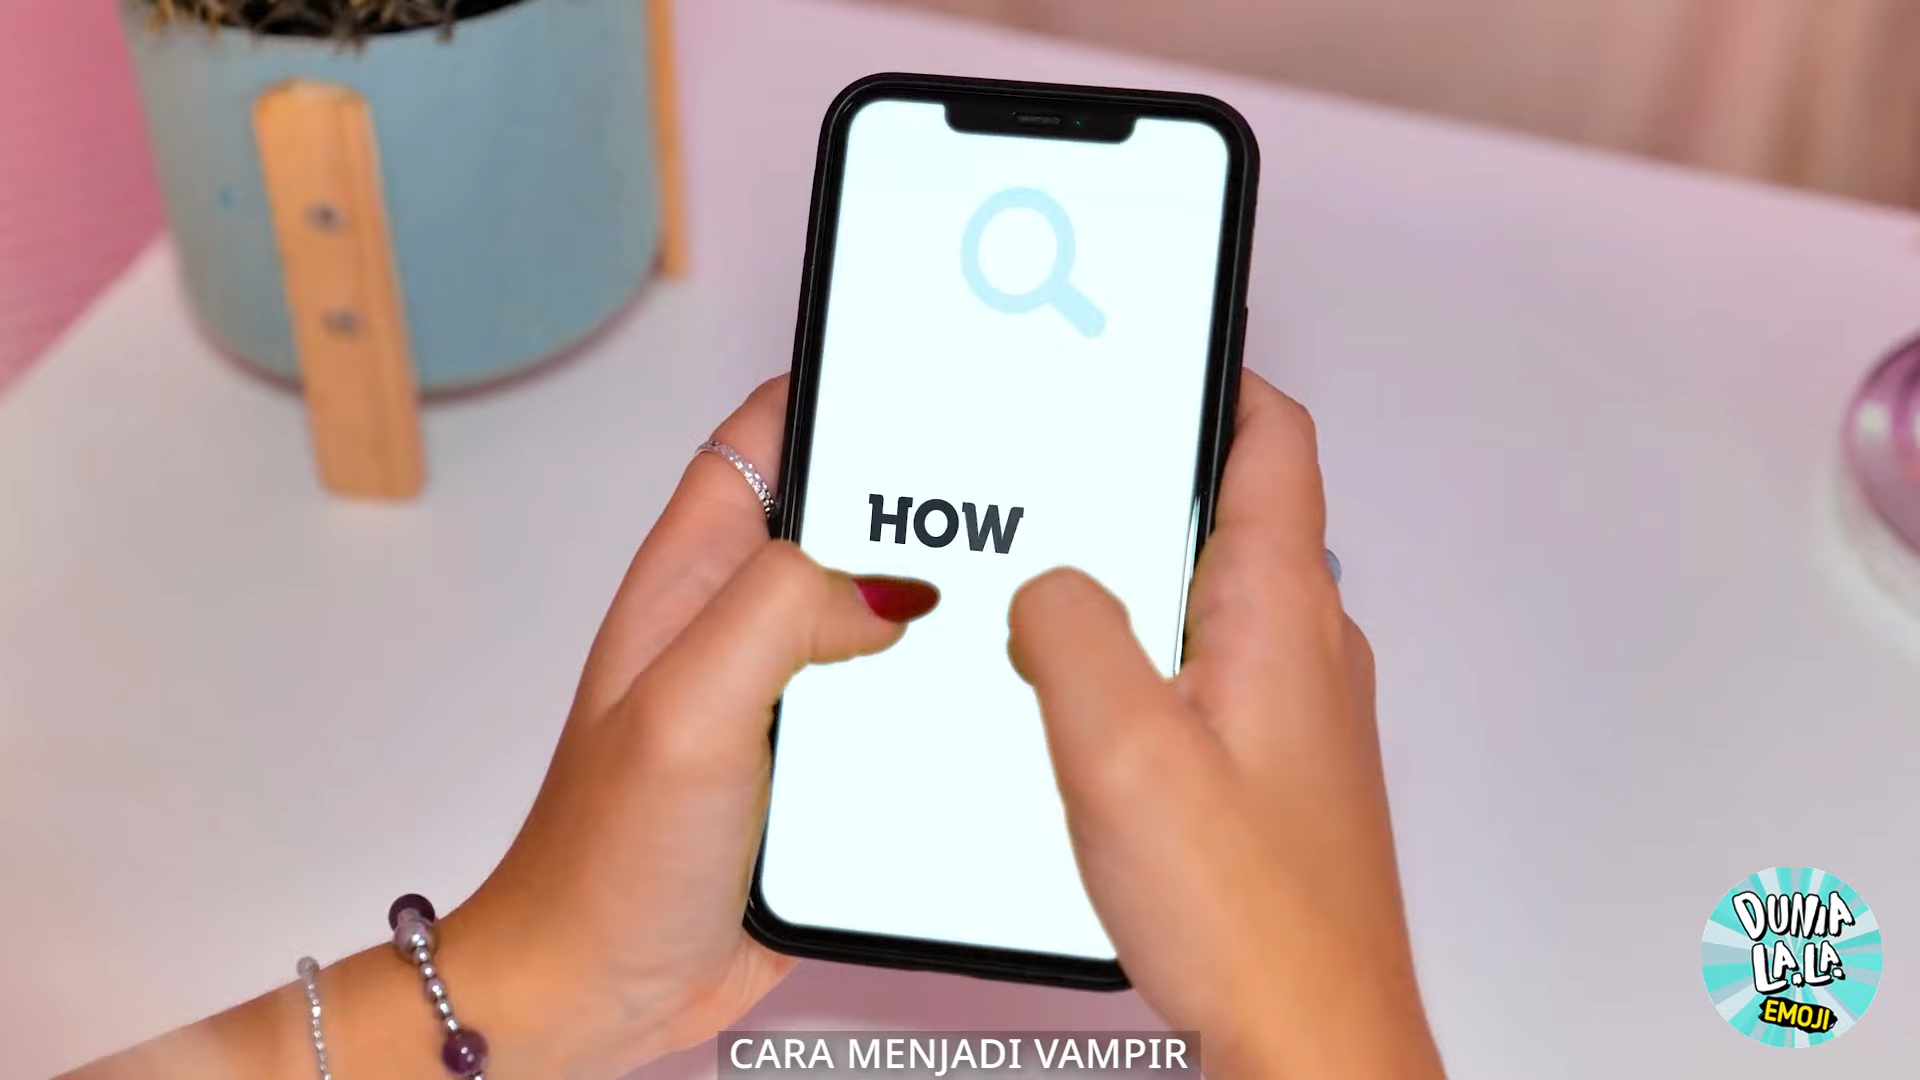 HOW
CARA MENJADI VAMPIR
DUNIA
LA.LA.
EMOJI